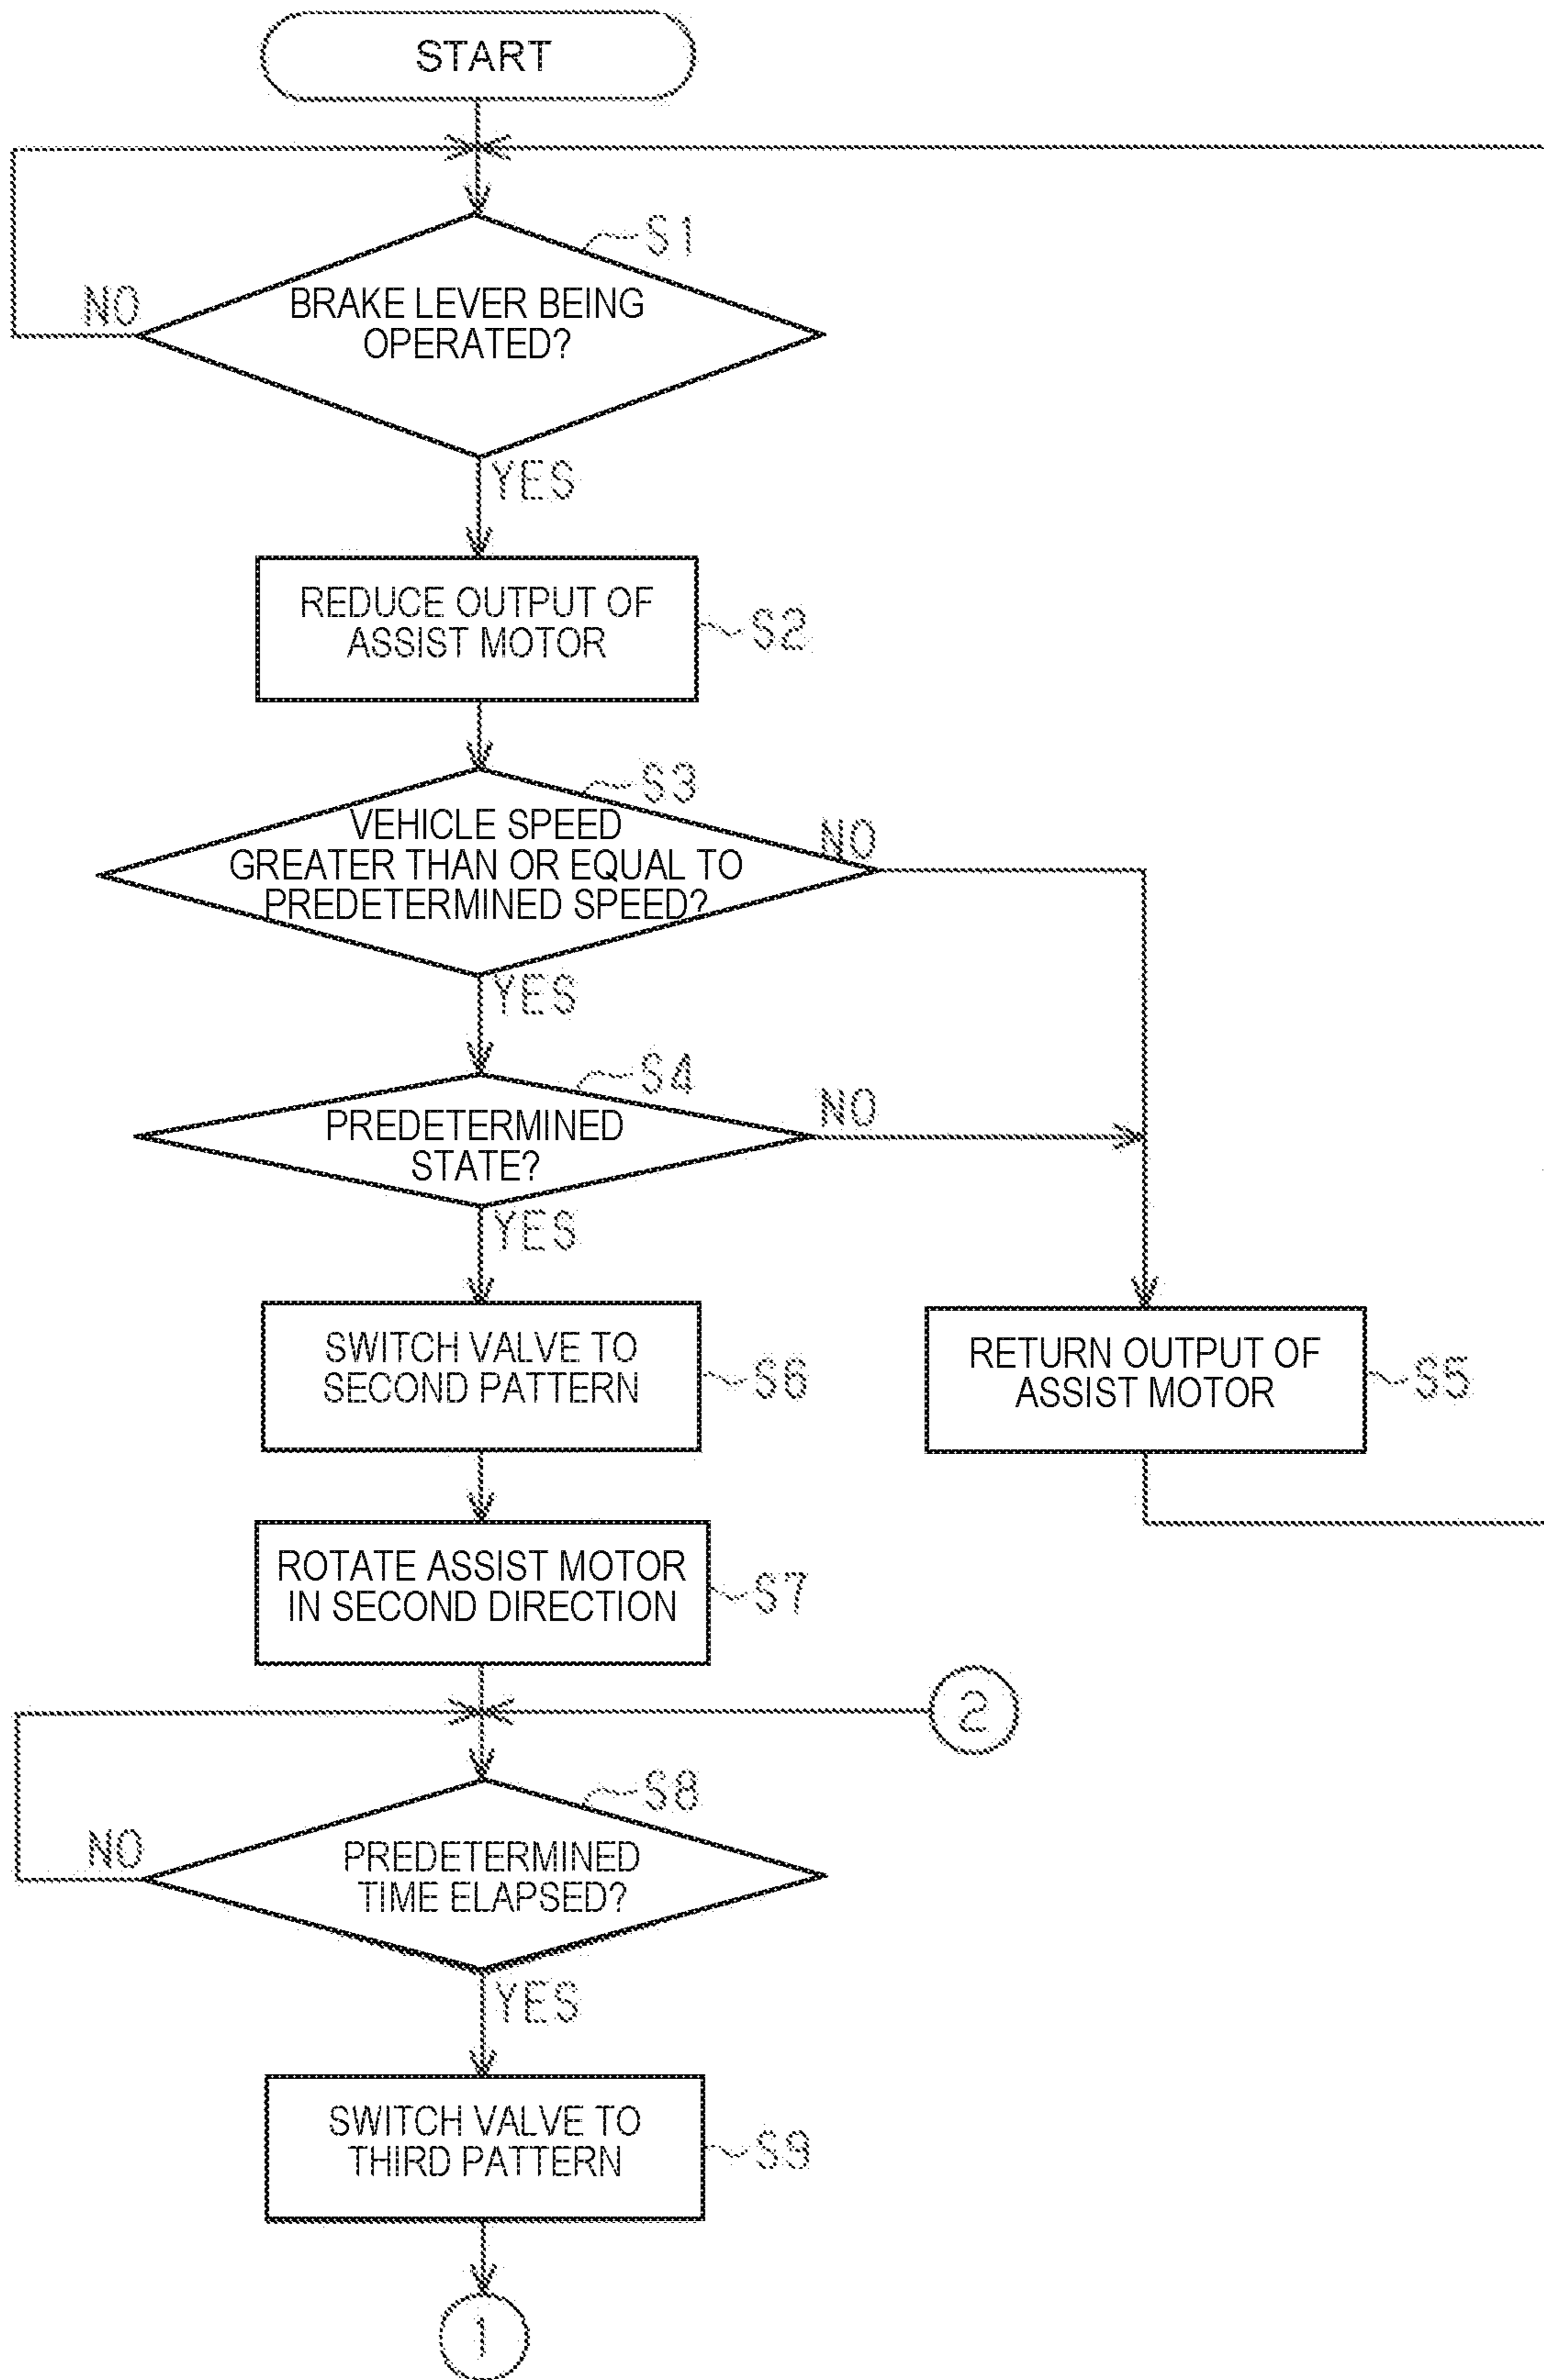 START
S1
BRAKE LEVER BEING
OPERATED?
NO
YES
REDUCE OUTPUT OF
ASSIST MOTOR
S2
S3
VEHICLE SPEED
GREATER THAN OR EQUAL TO
PREDETERMINED SPEED?
NO
YES
S4
PREDETERMINED
STATE?
NO
YES
SWITCH VALVE TO
SECOND PATTERN
S6
RETURN OUTPUT OF
ASSIST MOTOR
S5
ROTATE ASSIST MOTOR
IN SECOND DIRECTION
S7
2
S8
PREDETERMINED
TIME ELAPSED?
NO
YES
SWITCH VALVE TO
THIRD PATTERN
S9
1